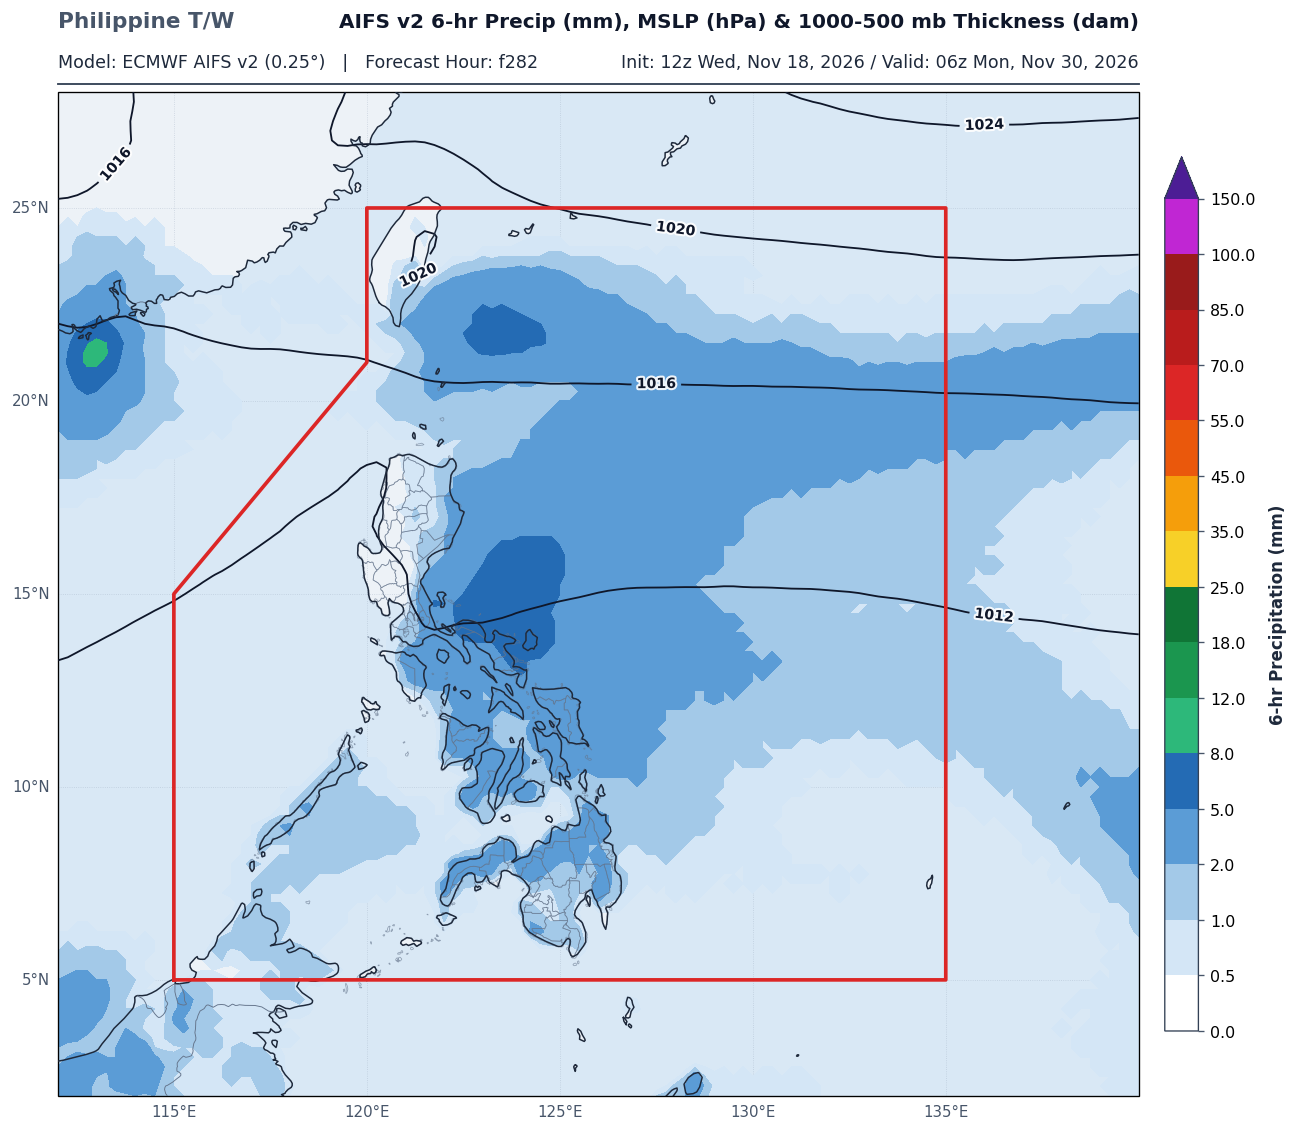 Philippine T/W
AIFS v2 6-hr Precip (mm), MSLP (hPa) & 1000-500 mb Thickness (dam)
Model: ECMWF AIFS v2 (0.25°) | Forecast Hour: f282
Init: 12z Wed, Nov 18, 2026 / Valid: 06z Mon, Nov 30, 2026
1024
1016
1020
1020
1016
1012
25°N
20°N
15°N
10°N
5°N
115°E
120°E
125°E
130°E
135°E
150.0
100.0
85.0
70.0
55.0
45.0
35.0
25.0
18.0
12.0
8.0
5.0
2.0
1.0
0.5
0.0
6-hr Precipitation (mm)